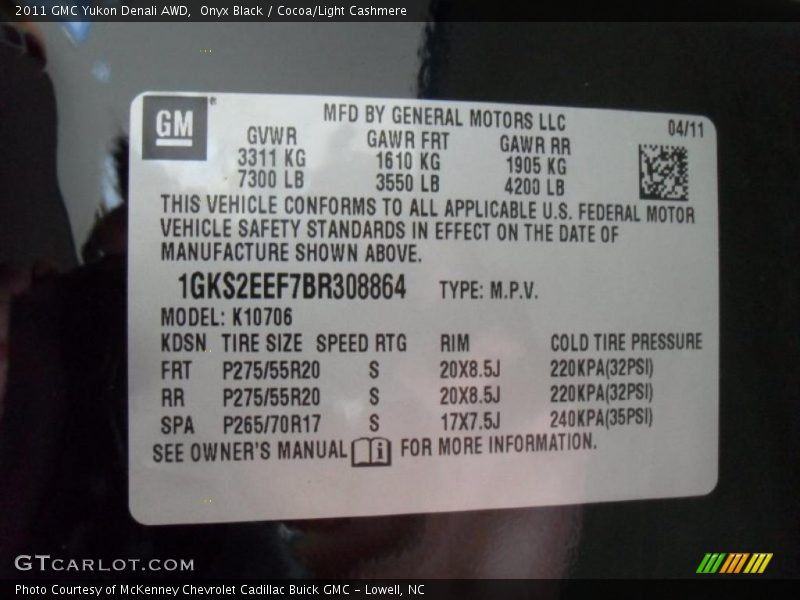 2011 GMC Yukon Denali AWD, Onyx Black / Cocoa/Light Cashmere
GM
MFD BY GENERAL MOTORS LLC 04/11
GVWR GAWR FRT GAWR RR
3311 KG 1610 KG 1905 KG
7300 LB 3550 LB 4200 LB
THIS VEHICLE CONFORMS TO ALL APPLICABLE U.S. FEDERAL MOTOR
VEHICLE SAFETY STANDARDS IN EFFECT ON THE DATE OF
MANUFACTURE SHOWN ABOVE.
1GKS2EEF7BR308864 TYPE: M.P.V.
MODEL: K10706
KDSN TIRE SIZE SPEED RTG RIM COLD TIRE PRESSURE
FRT P275/55R20 S 20X8.5J 220KPA(32PSI)
RR P275/55R20 S 20X8.5J 220KPA(32PSI)
SPA P265/70R17 S 17X7.5J 240KPA(35PSI)
SEE OWNER'S MANUAL i FOR MORE INFORMATION.
GTCARLOT.COM
Photo Courtesy of McKenney Chevrolet Cadillac Buick GMC - Lowell, NC